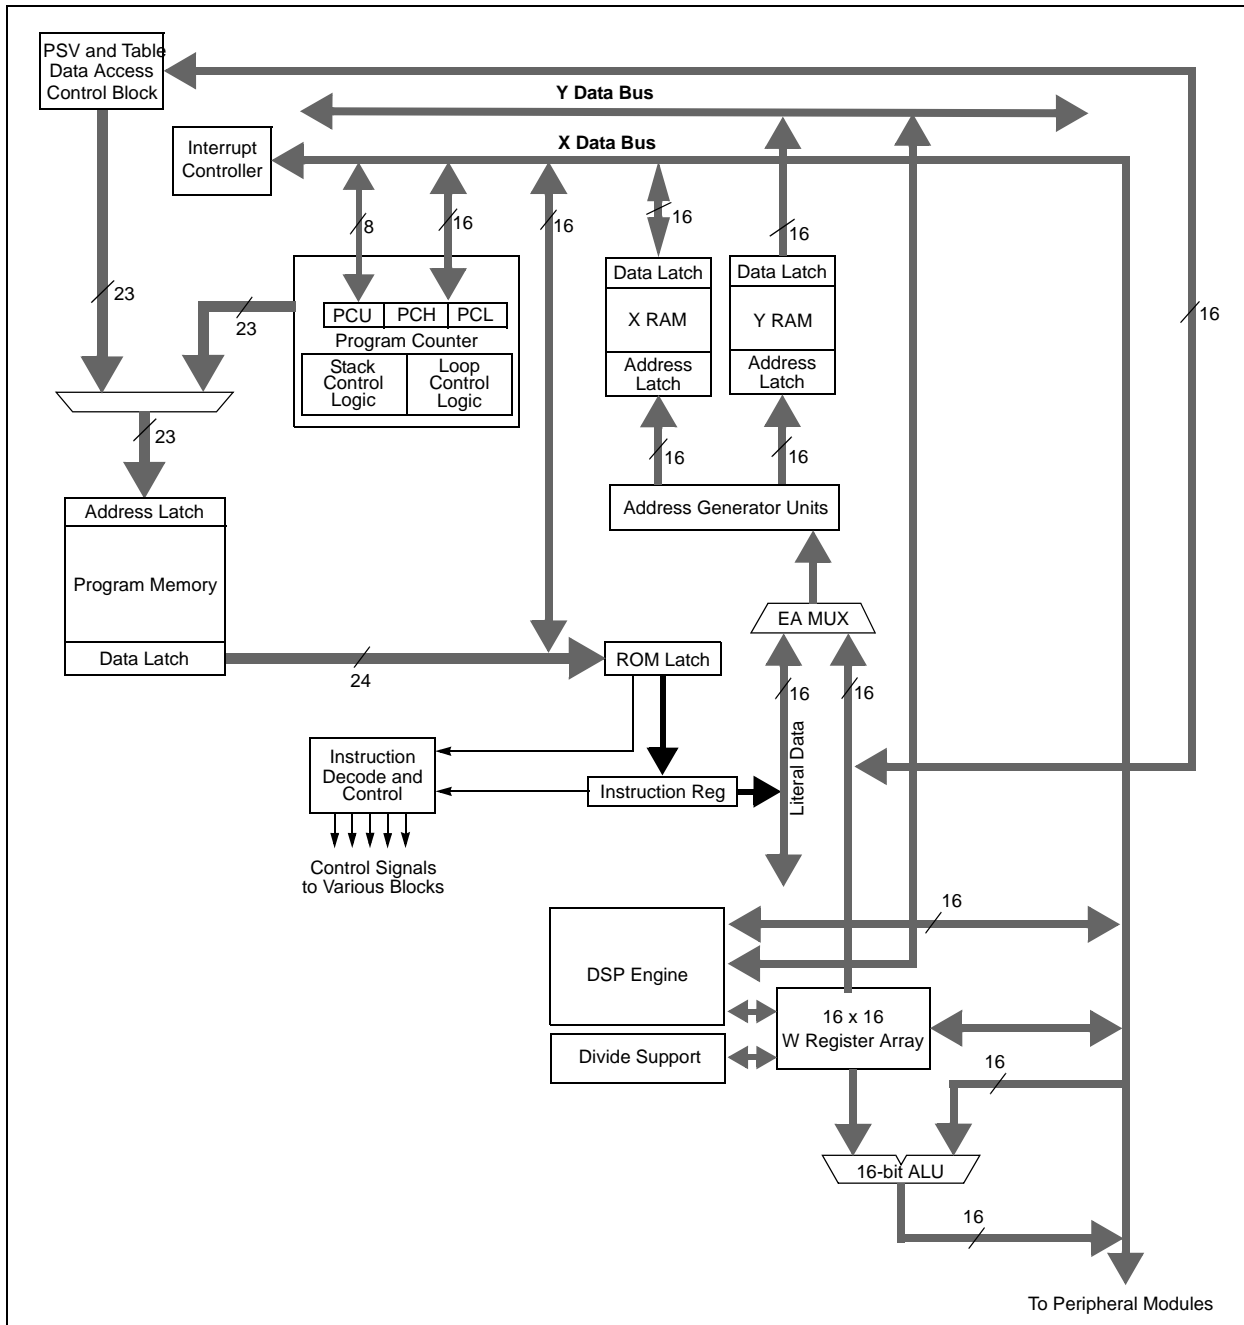 PSV and Table
Data Access
Control Block
Y Data Bus
X Data Bus
Interrupt
Controller
8
16
16
16
16
23
23
16
PCU
PCH
PCL
Program Counter
Stack
Control
Logic
Loop
Control
Logic
Data Latch
X RAM
Address
Latch
Data Latch
Y RAM
Address
Latch
23
16
16
Address Latch
Program Memory
Data Latch
Address Generator Units
EA MUX
24
ROM Latch
16
16
Literal Data
Instruction
Decode and
Control
Instruction Reg
Control Signals
to Various Blocks
16
DSP Engine
16 x 16
W Register Array
Divide Support
16
16-bit ALU
16
To Peripheral Modules